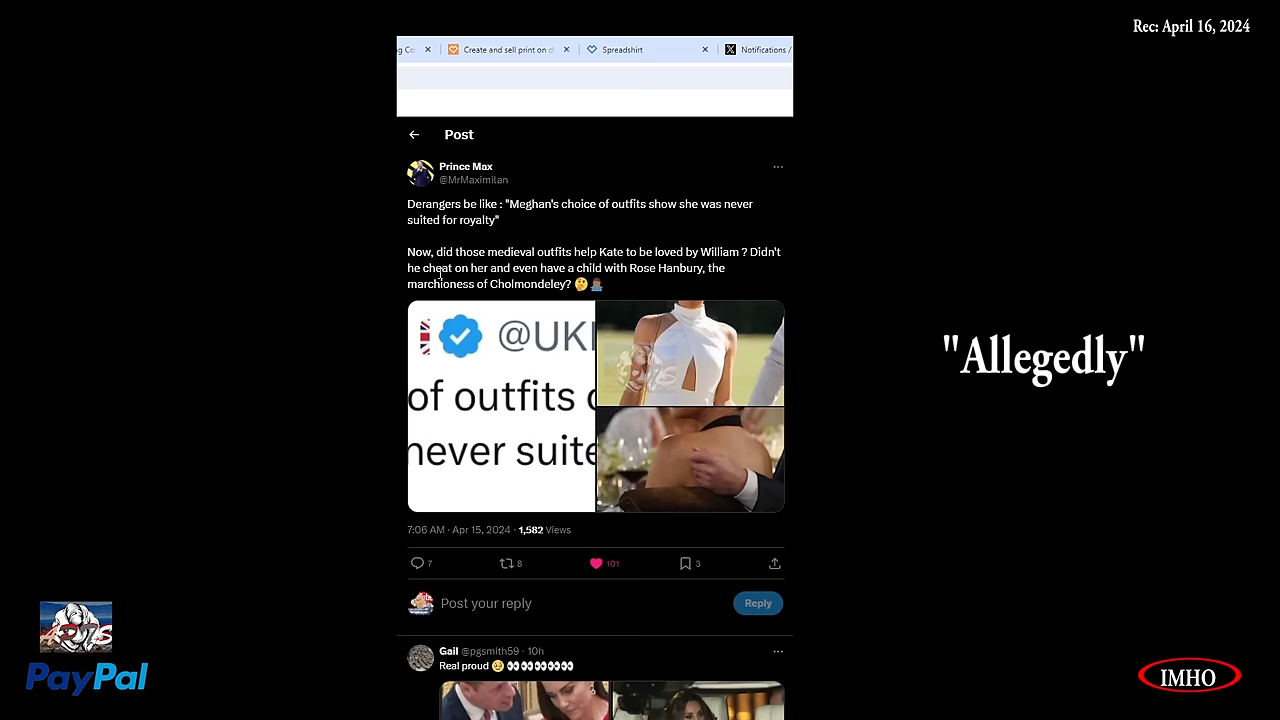 Rec: April 16, 2024
Create and sell print on d
Spreadshirt
Notifications /
Post
Prince Max
@MrMaximilan
Derangers be like : "Meghan's choice of outfits show she was never
suited for royalty"
Now, did those medieval outfits help Kate to be loved by William ? Didn't
he cheat on her and even have a child with Rose Hanbury, the
marchioness of Cholmondeley?
"Allegedly"
@UK
of outfits
never suite
7:06 AM · Apr 15, 2024 · 1,582 Views
7
8
101
3
Post your reply
Reply
Gail @pgsmith59 · 10h
Real proud
PayPal
IMHO